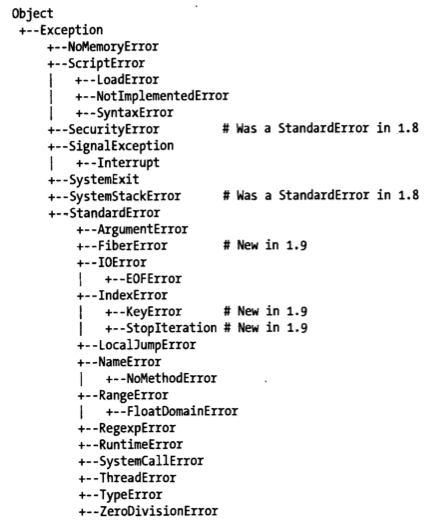 Object
 +--Exception
     +--NoMemoryError
     +--ScriptError
     |   +--LoadError
     |   +--NotImplementedError
     |   +--SyntaxError
     +--SecurityError         # Was a StandardError in 1.8
     +--SignalException
     |   +--Interrupt
     +--SystemExit
     +--SystemStackError      # Was a StandardError in 1.8
     +--StandardError
         +--ArgumentError
         +--FiberError        # New in 1.9
         +--IOError
         |   +--EOFError
         +--IndexError
         |   +--KeyError      # New in 1.9
         |   +--StopIteration # New in 1.9
         +--LocalJumpError
         +--NameError
         |   +--NoMethodError
         +--RangeError
         |   +--FloatDomainError
         +--RegexpError
         +--RuntimeError
         +--SystemCallError
         +--ThreadError
         +--TypeError
         +--ZeroDivisionError